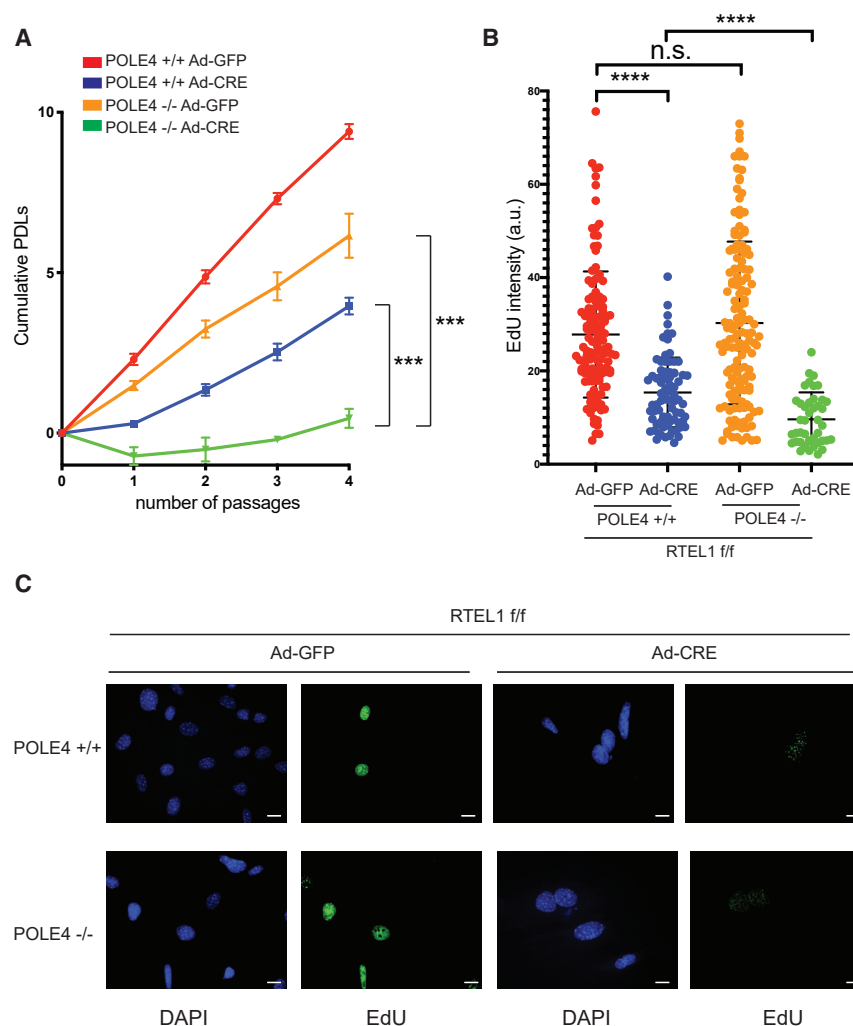 A
POLE4 +/+ Ad-GFP
POLE4 +/+ Ad-CRE
POLE4 -/- Ad-GFP
POLE4 -/- Ad-CRE
10
5
0
Cumulative PDLs
0 1 2 3 4
number of passages
***
***
B
****
n.s.
****
80
60
40
20
0
EdU intensity (a.u.)
Ad-GFP Ad-CRE Ad-GFP Ad-CRE
POLE4 +/+ POLE4 -/-
RTEL1 f/f
C
RTEL1 f/f
Ad-GFP Ad-CRE
POLE4 +/+
POLE4 -/-
DAPI EdU DAPI EdU